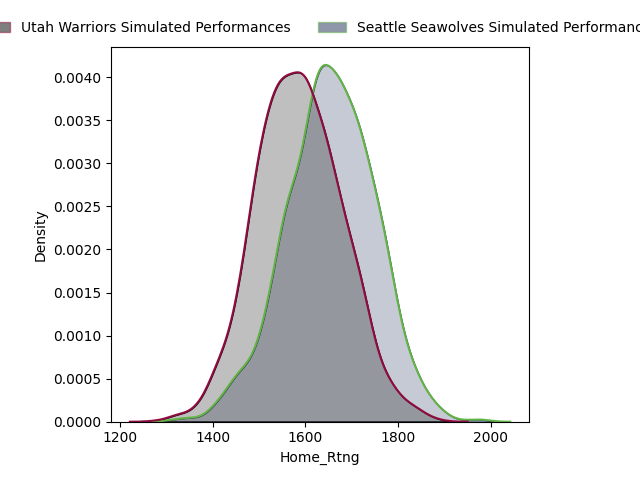 Utah Warriors Simulated Performances Seattle Seawolves Simulated Performanc
0.0040
0.0035
0.0030
0.0025
0.0020
0.0015
0.0010
0.0005
0.0000
Density
1200 1400 1600 1800 2000
Home_Rtng